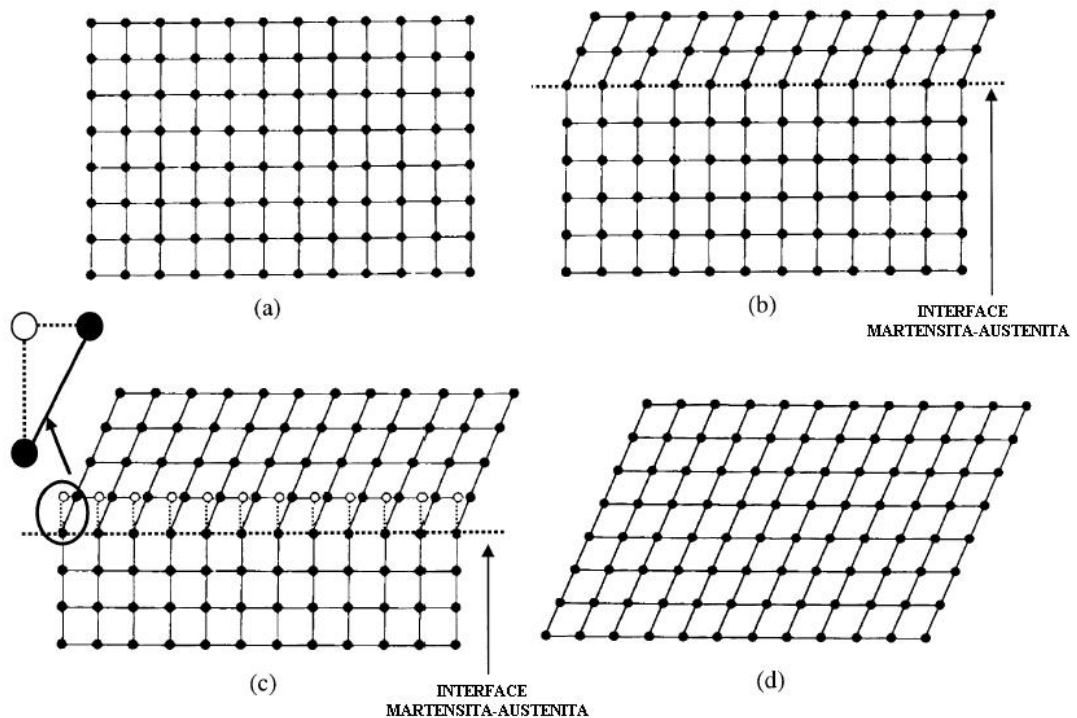 (a)
(b)
INTERFACE
MARTENSITA-AUSTENITA
(c)
(d)
INTERFACE
MARTENSITA-AUSTENITA